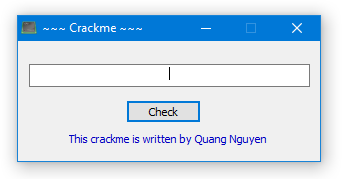 ~~~ Crackme ~~~
Check
This crackme is written by Quang Nguyen